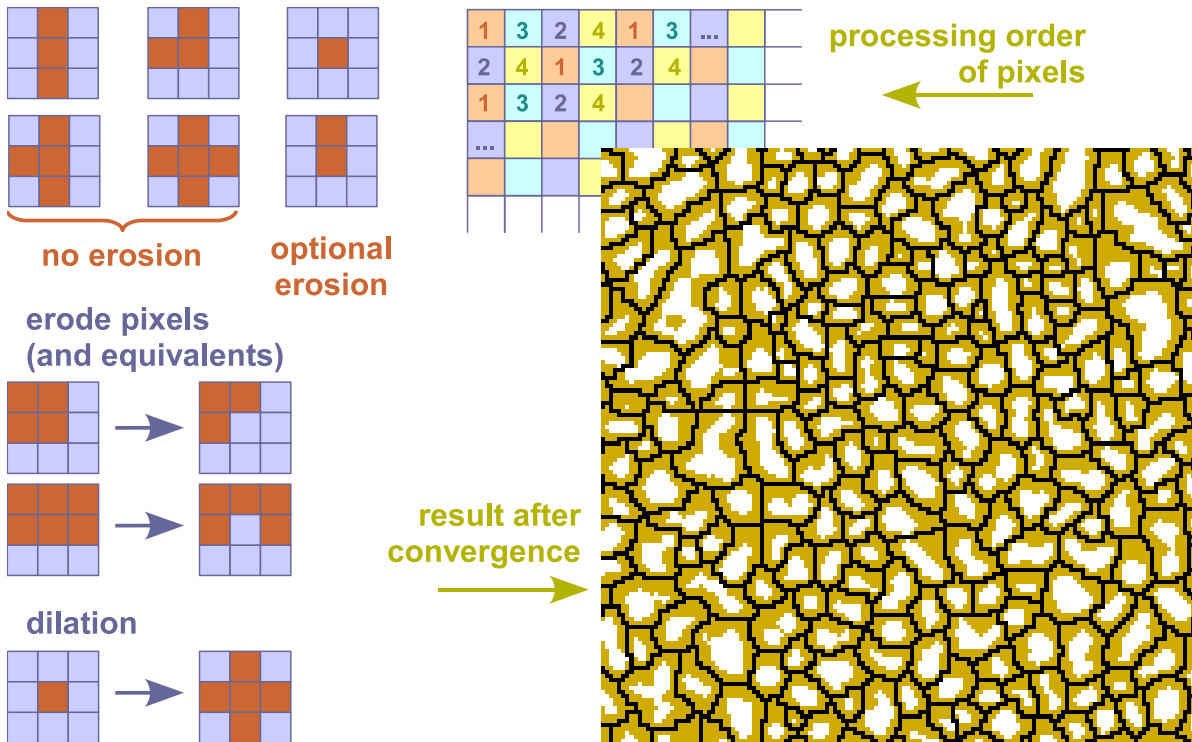 1 3 2 4 1 3 ...
2 4 1 3 2 4
1 3 2 4
...
processing order
of pixels
no erosion
optional
erosion
erode pixels
(and equivalents)
result after
convergence
dilation